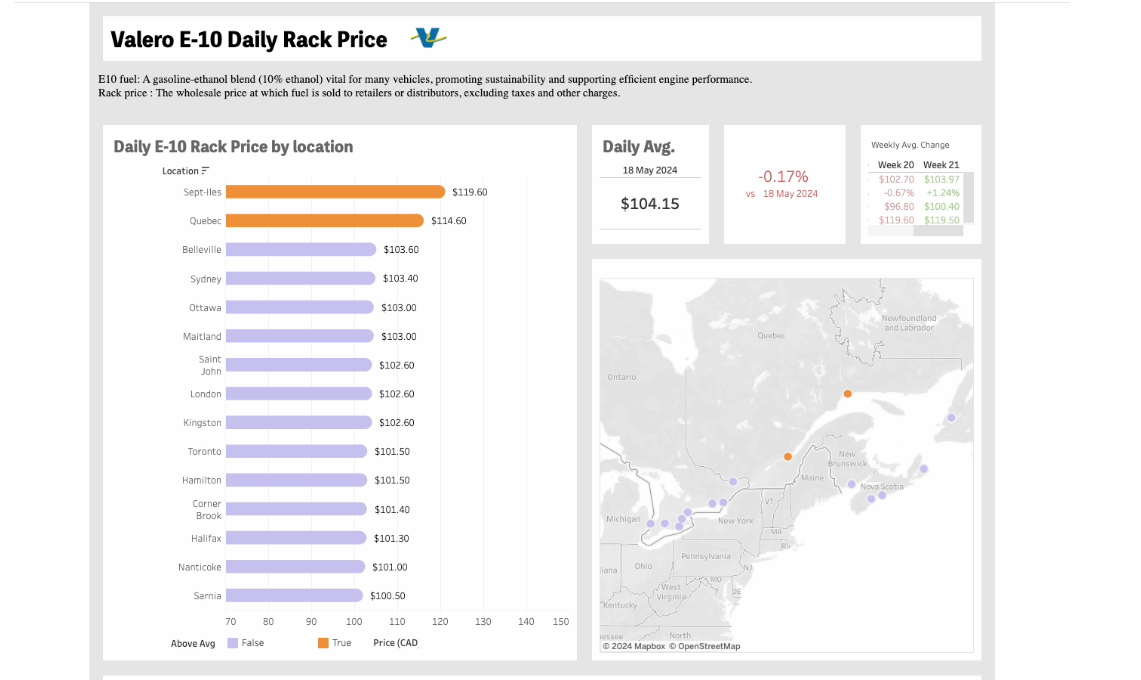 Valero E-10 Daily Rack Price
E10 fuel: A gasoline-ethanol blend (10% ethanol) vital for many vehicles, promoting sustainability and supporting efficient engine performance.
Rack price : The wholesale price at which fuel is sold to retailers or distributors, excluding taxes and other charges.
Daily E-10 Rack Price by location
Location
Sept-Iles $119.60
Quebec $114.60
Belleville $103.60
Sydney $103.40
Ottawa $103.00
Maitland $103.00
Saint
John $102.60
London $102.60
Kingston $102.60
Toronto $101.50
Hamilton $101.50
Corner
Brook $101.40
Halifax $101.30
Nanticoke $101.00
Sarnia $100.50
70 80 90 100 110 120 130 140 150
Above Avg False True Price (CAD
Daily Avg.
18 May 2024
$104.15
-0.17%
vs 18 May 2024
Weekly Avg. Change
Week 20 Week 21
$102.70 $103.97
-0.67% +1.24%
$96.80 $100.40
$119.60 $119.50
Newfoundland
and Labrador
Quebec
Ontario
New
Brunswick
Maine
Nova Scotia
VT
Michigan
New York
MA
RI
Pennsylvania
Ohio
iana
NJ
MD
West
Virginia
DE
Kentucky
essee
North
© 2024 Mapbox © OpenStreetMap